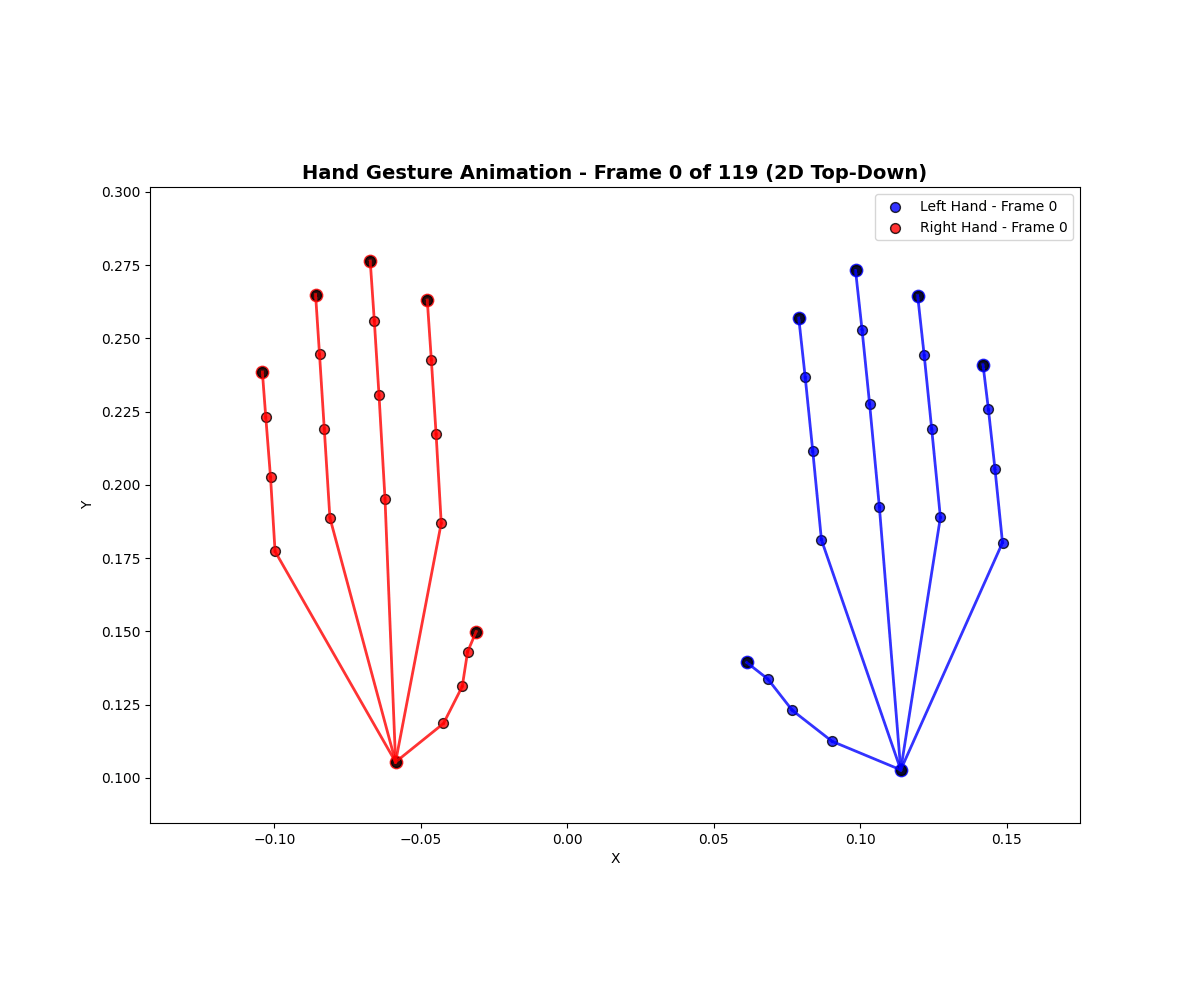 Hand Gesture Animation - Frame 0 of 119 (2D Top-Down)
Left Hand - Frame 0
Right Hand - Frame 0
0.300
0.275
0.250
0.225
0.200
0.175
0.150
0.125
0.100
Y
−0.10 −0.05 0.00 0.05 0.10 0.15
X